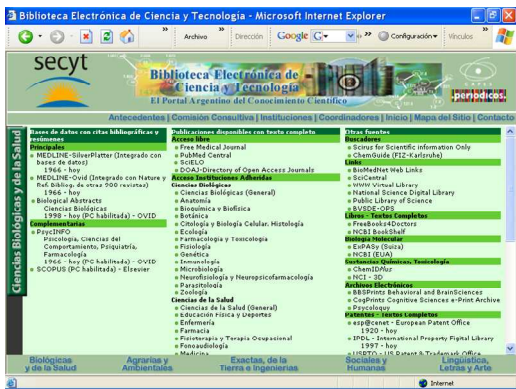 Biblioteca Electrónica de Ciencia y Tecnología - Microsoft Internet Explorer
Archivo
Dirección
Google
Configuración
Vínculos
secyt
Biblioteca Electrónica de
Ciencia y Tecnología
El Portal Argentino del Conocimiento Científico
.periodicos.
Antecedentes | Comisión Consultiva | Instituciones | Coordinadores | Inicio | Mapa del Sitio | Contacto
Ciencias Biológicas y de la Salud
Bases de datos con citas bibliográficas y
resúmenes
Principales
MEDLINE-SilverPlatter (Integrado con
bases de datos)
1966 - hoy
MEDLINE-Ovid (Integrado con Nature y
Ref. Bibliog. de otras 900 revistas)
1966 - hoy
Biological Abstracts
Ciencias Biológicas
1998 - hoy (PC habilitada) - OVID
Complementarias
PsycINFO
Psicología, Ciencias del
Comportamiento, Psiquiatría,
Farmacología
1966 - hoy (PC habilitada) - OVID
SCOPUS (PC habilitada) - Elsevier
Publicaciones disponibles con texto completo
Acceso libre
Free Medical Journal
PubMed Central
SciELO
DOAJ-Directory of Open Access Journals
Acceso Instituciones Adheridas
Ciencias Biológicas
Ciencias Biológicas (General)
Anatomía
Bioquímica y Biofísica
Botánica
Citología y Biología Celular. Histología
Ecología
Farmacología y Toxicología
Fisiología
Genética
Inmunología
Microbiología
Neurofisiología y Neuropsicofarmacología
Parasitología
Zoología
Ciencias de la Salud
Ciencias de la Salud (General)
Educación Física y Deportes
Enfermería
Farmacia
Fisioterapia y Terapia Ocupacional
Fonoaudiología
Medicina
Otras fuentes
Buscadores
Scirus for Scientific information Only
ChemGuide (FIZ-Karlsruhe)
Links
BioMedNet Web Links
SciCentral
WWW Virtual Library
National Science Digital Library
Public Library of Science
BVSDE-OPS
Libros - Textos Completos
FreeBooks4Doctors
NCBI BookShelf
Biología Molecular
ExPASy (Suiza)
NCBI (EUA)
Sustancias Químicas, Toxicología
ChemIDPlus
NCI - 3D
Archivos Electrónicos
BBSPrints Behavioral and BrainSciences
CogPrints Cognitive Sciences e-Print Archive
Psycoloquy
Patentes - Textos Completos
esp@cenet - European Patent Office
1920 - hoy
IPDL - International Property Figital Library
1997 - hoy
USPTO - US Patent & Trademark Office
Biológicas
y de la Salud
Agrarias y
Ambientales
Exactas, de la
Tierra e Ingenierías
Sociales y
Humanas
Lingüística,
Letras y Arte
Internet